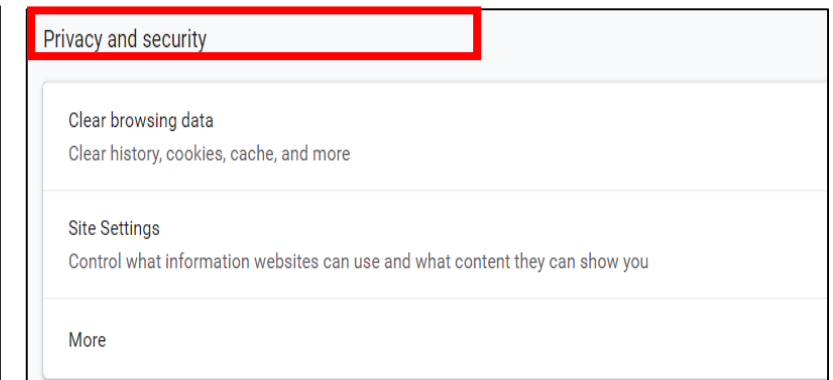 Privacy and security
Clear browsing data
Clear history, cookies, cache, and more
Site Settings
Control what information websites can use and what content they can show you
More